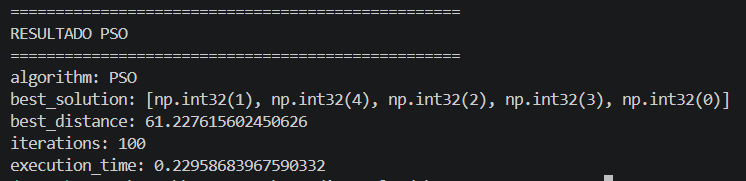 ==================================================
RESULTADO PSO
==================================================
algorithm: PSO
best_solution: [np.int32(1), np.int32(4), np.int32(2), np.int32(3), np.int32(0)]
best_distance: 61.227615602450626
iterations: 100
execution_time: 0.22958683967590332